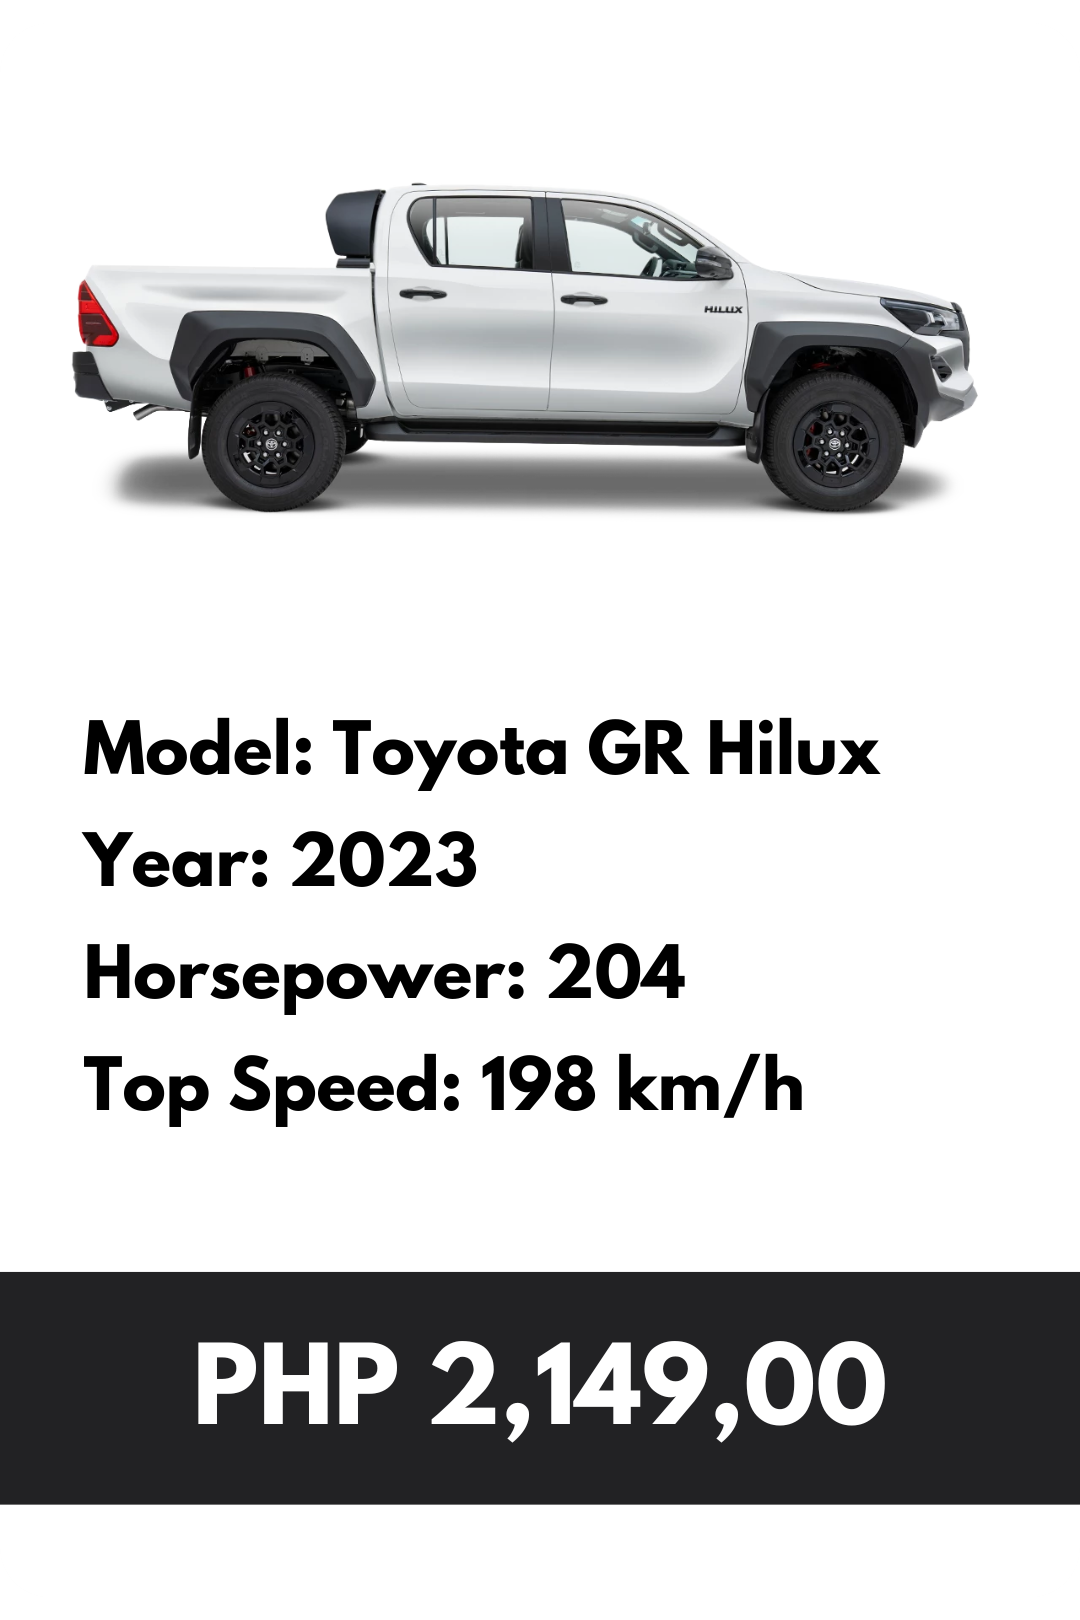 HILUX
Model: Toyota GR Hilux
Year: 2023
Horsepower: 204
Top Speed: 198 km/h
PHP 2,149,00